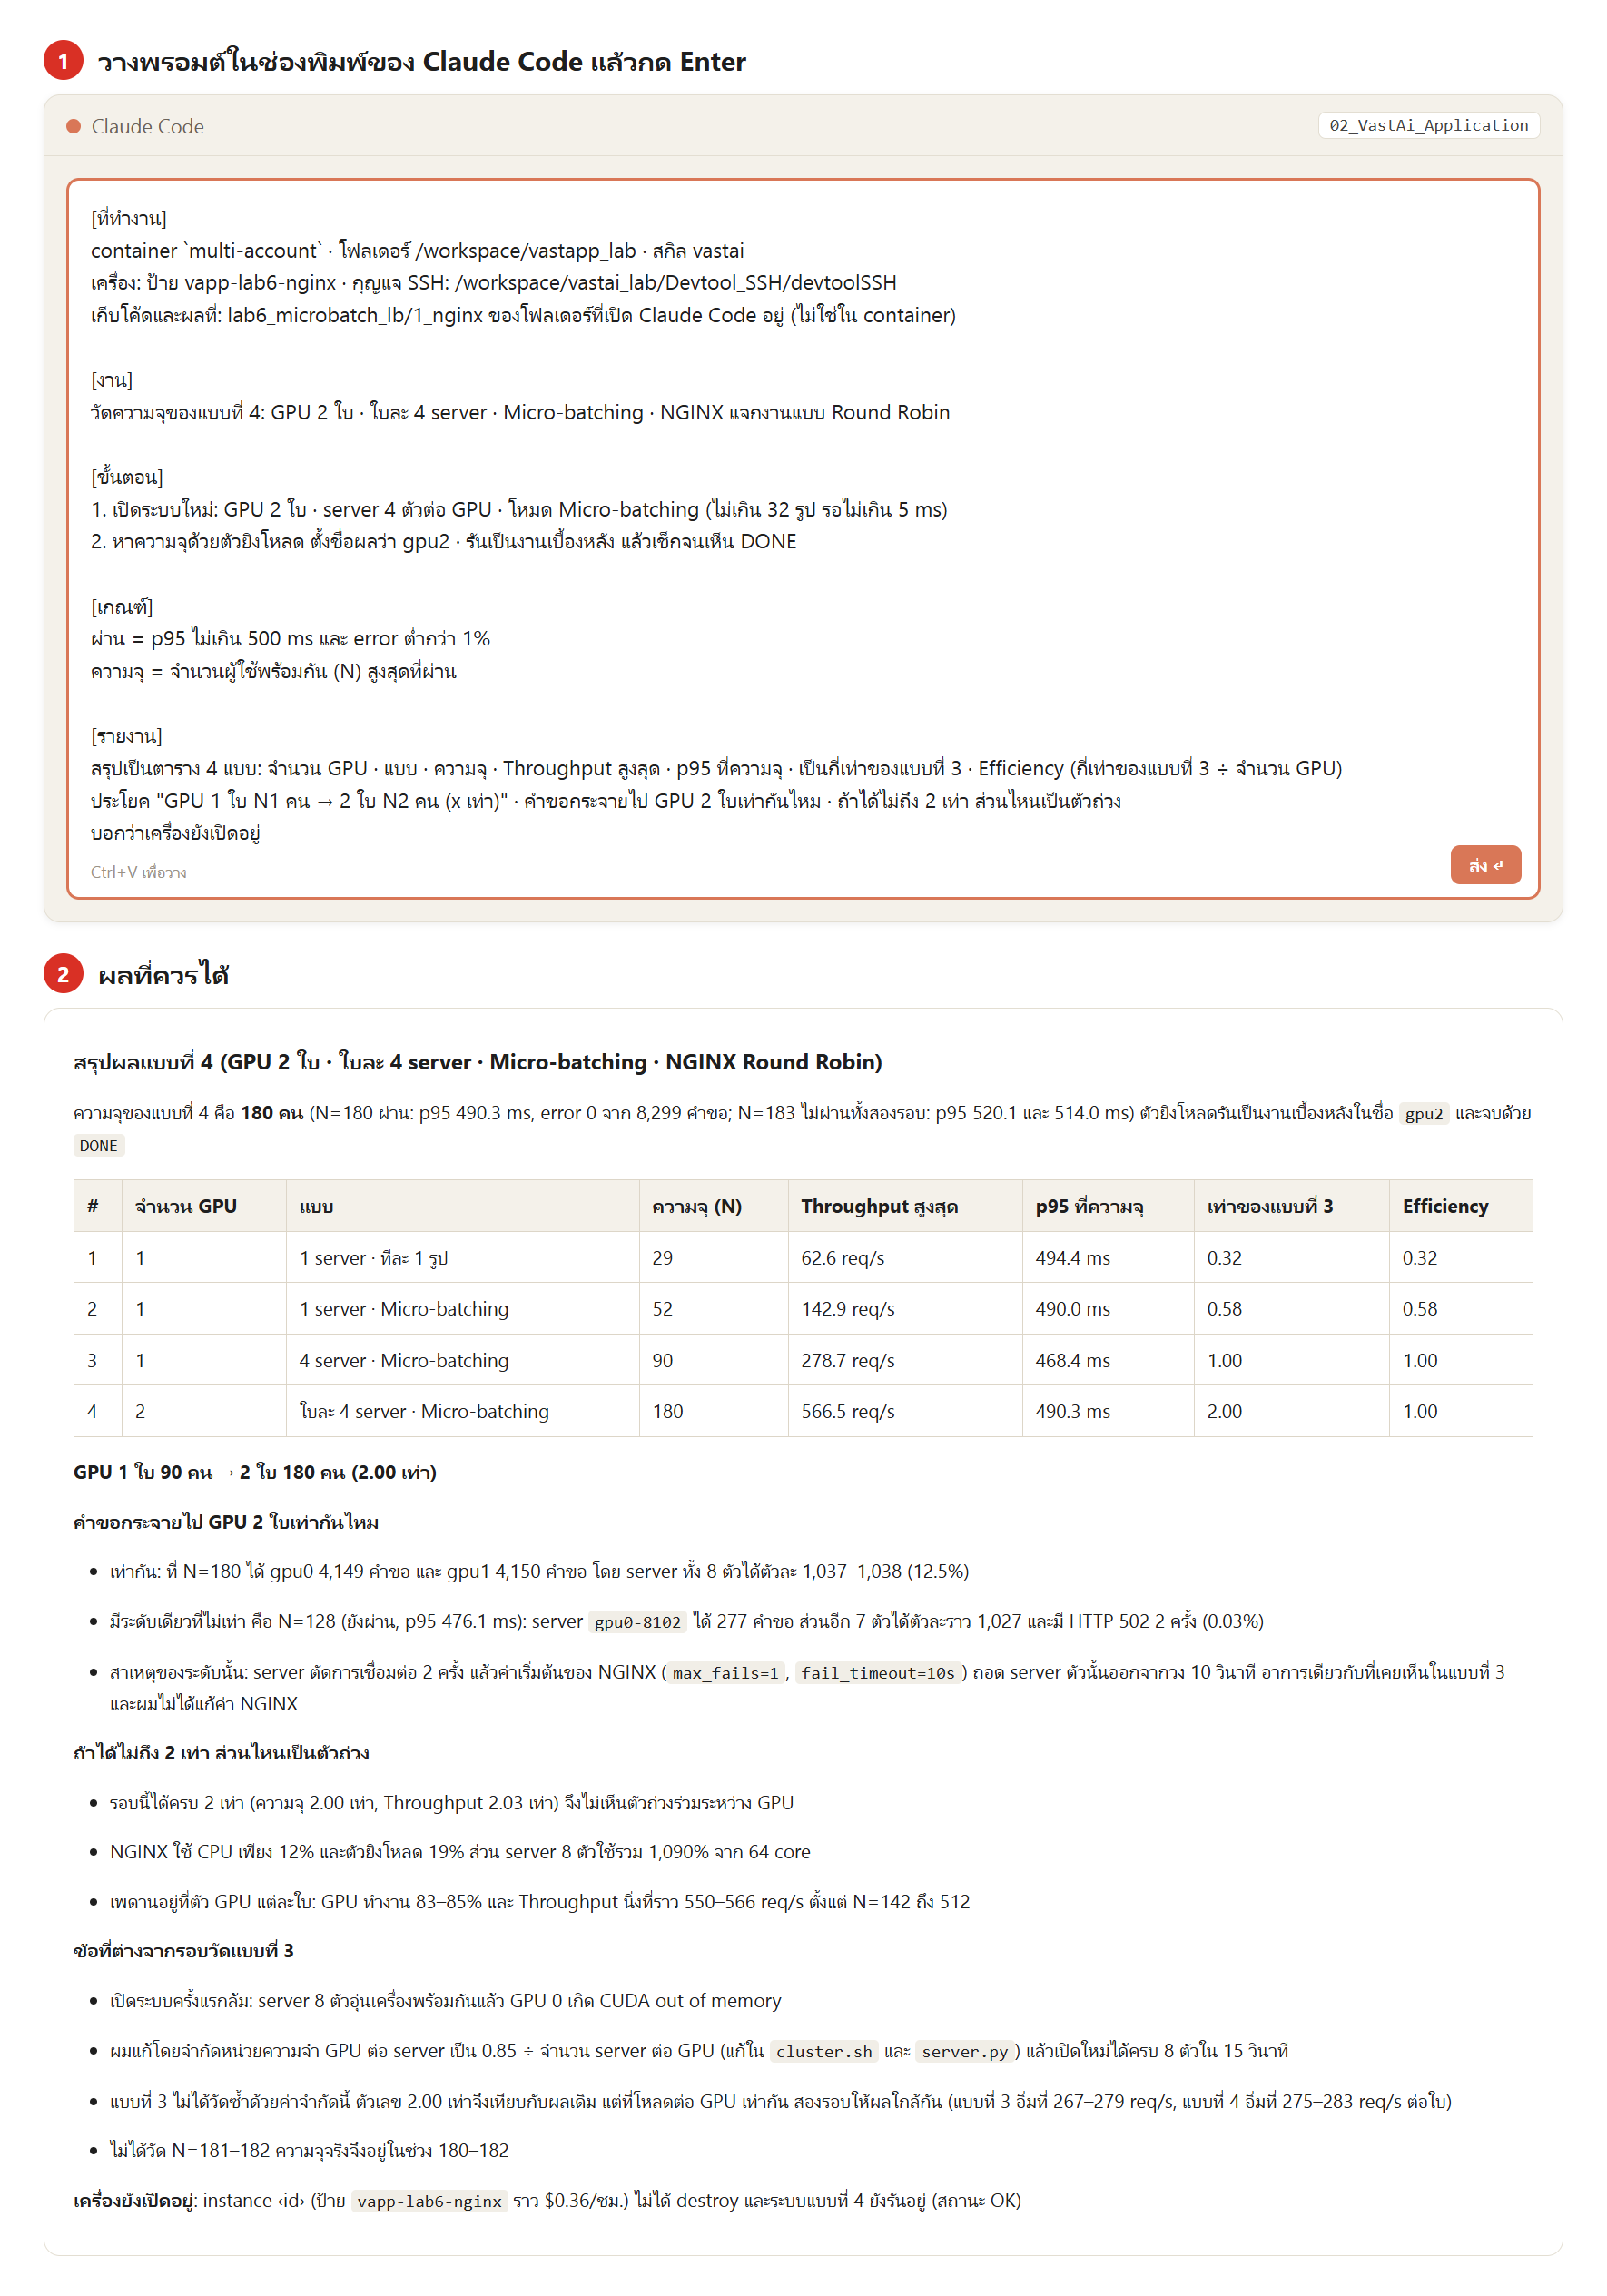 1 วางพรอมต์ในช่องพิมพ์ของ Claude Code แล้วกด Enter
Claude Code
02_VastAi_Application
[ที่ทำงาน]
container `multi-account` · โฟลเดอร์ /workspace/vastapp_lab · สกิล vastai
เครื่อง: ป้าย vapp-lab6-nginx · กุญแจ SSH: /workspace/vastai_lab/Devtool_SSH/devtoolSSH
เก็บโค้ดและผลที่: lab6_microbatch_lb/1_nginx ของโฟลเดอร์ที่เปิด Claude Code อยู่ (ไม่ใช่ใน container)
[งาน]
วัดความจุของแบบที่ 4: GPU 2 ใบ · ใบละ 4 server · Micro-batching · NGINX แจกงานแบบ Round Robin
[ขั้นตอน]
1. เปิดระบบใหม่: GPU 2 ใบ · server 4 ตัวต่อ GPU · โหมด Micro-batching (ไม่เกิน 32 รูป รอไม่เกิน 5 ms)
2. หาความจุด้วยตัวยิงโหลด ตั้งชื่อผลว่า gpu2 · รันเป็นงานเบื้องหลัง แล้วเช็กจนเห็น DONE
[เกณฑ์]
ผ่าน = p95 ไม่เกิน 500 ms และ error ต่ำกว่า 1%
ความจุ = จำนวนผู้ใช้พร้อมกัน (N) สูงสุดที่ผ่าน
[รายงาน]
สรุปเป็นตาราง 4 แบบ: จำนวน GPU · แบบ · ความจุ · Throughput สูงสุด · p95 ที่ความจุ · เป็นกี่เท่าของแบบที่ 3 · Efficiency (กี่เท่าของแบบที่ 3 ÷ จำนวน GPU)
ประโยค "GPU 1 ใบ N1 คน → 2 ใบ N2 คน (x เท่า)" · คำขอกระจายไป GPU 2 ใบเท่ากันไหม · ถ้าได้ไม่ถึง 2 เท่า ส่วนไหนเป็นตัวถ่วง
บอกว่าเครื่องยังเปิดอยู่
Ctrl+V เพื่อวาง
ส่ง ↵
2 ผลที่ควรได้
สรุปผลแบบที่ 4 (GPU 2 ใบ · ใบละ 4 server · Micro-batching · NGINX Round Robin)
ความจุของแบบที่ 4 คือ 180 คน (N=180 ผ่าน: p95 490.3 ms, error 0 จาก 8,299 คำขอ; N=183 ไม่ผ่านทั้งสองรอบ: p95 520.1 และ 514.0 ms) ตัวยิงโหลดรันเป็นงานเบื้องหลังในชื่อ gpu2 และจบด้วย
DONE
# จำนวน GPU แบบ ความจุ (N) Throughput สูงสุด p95 ที่ความจุ เท่าของแบบที่ 3 Efficiency
1 1 1 server · ทีละ 1 รูป 29 62.6 req/s 494.4 ms 0.32 0.32
2 1 1 server · Micro-batching 52 142.9 req/s 490.0 ms 0.58 0.58
3 1 4 server · Micro-batching 90 278.7 req/s 468.4 ms 1.00 1.00
4 2 ใบละ 4 server · Micro-batching 180 566.5 req/s 490.3 ms 2.00 1.00
GPU 1 ใบ 90 คน → 2 ใบ 180 คน (2.00 เท่า)
คำขอกระจายไป GPU 2 ใบเท่ากันไหม
• เท่ากัน: ที่ N=180 ได้ gpu0 4,149 คำขอ และ gpu1 4,150 คำขอ โดย server ทั้ง 8 ตัวได้ตัวละ 1,037–1,038 (12.5%)
• มีระดับเดียวที่ไม่เท่า คือ N=128 (ยังผ่าน, p95 476.1 ms): server gpu0-8102 ได้ 277 คำขอ ส่วนอีก 7 ตัวได้ตัวละราว 1,027 และมี HTTP 502 2 ครั้ง (0.03%)
• สาเหตุของระดับนั้น: server ตัดการเชื่อมต่อ 2 ครั้ง แล้วค่าเริ่มต้นของ NGINX (max_fails=1, fail_timeout=10s) ถอด server ตัวนั้นออกจากวง 10 วินาที อาการเดียวกับที่เคยเห็นในแบบที่ 3
และผมไม่ได้แก้ค่า NGINX
ถ้าได้ไม่ถึง 2 เท่า ส่วนไหนเป็นตัวถ่วง
• รอบนี้ได้ครบ 2 เท่า (ความจุ 2.00 เท่า, Throughput 2.03 เท่า) จึงไม่เห็นตัวถ่วงร่วมระหว่าง GPU
• NGINX ใช้ CPU เพียง 12% และตัวยิงโหลด 19% ส่วน server 8 ตัวใช้รวม 1,090% จาก 64 core
• เพดานอยู่ที่ตัว GPU แต่ละใบ: GPU ทำงาน 83–85% และ Throughput นิ่งที่ราว 550–566 req/s ตั้งแต่ N=142 ถึง 512
ข้อที่ต่างจากรอบวัดแบบที่ 3
• เปิดระบบครั้งแรกล้ม: server 8 ตัวอุ่นเครื่องพร้อมกันแล้ว GPU 0 เกิด CUDA out of memory
• ผมแก้โดยจำกัดหน่วยความจำ GPU ต่อ server เป็น 0.85 ÷ จำนวน server ต่อ GPU (แก้ใน cluster.sh และ server.py) แล้วเปิดใหม่ได้ครบ 8 ตัวใน 15 วินาที
• แบบที่ 3 ไม่ได้วัดซ้ำด้วยค่าจำกัดนี้ ตัวเลข 2.00 เท่าจึงเทียบกับผลเดิม แต่ที่โหลดต่อ GPU เท่ากัน สองรอบให้ผลใกล้กัน (แบบที่ 3 อิ่มที่ 267–279 req/s, แบบที่ 4 อิ่มที่ 275–283 req/s ต่อใบ)
• ไม่ได้วัด N=181–182 ความจุจริงจึงอยู่ในช่วง 180–182
เครื่องยังเปิดอยู่: instance ‹id› (ป้าย vapp-lab6-nginx ราว $0.36/ชม.) ไม่ได้ destroy และระบบแบบที่ 4 ยังรันอยู่ (สถานะ OK)